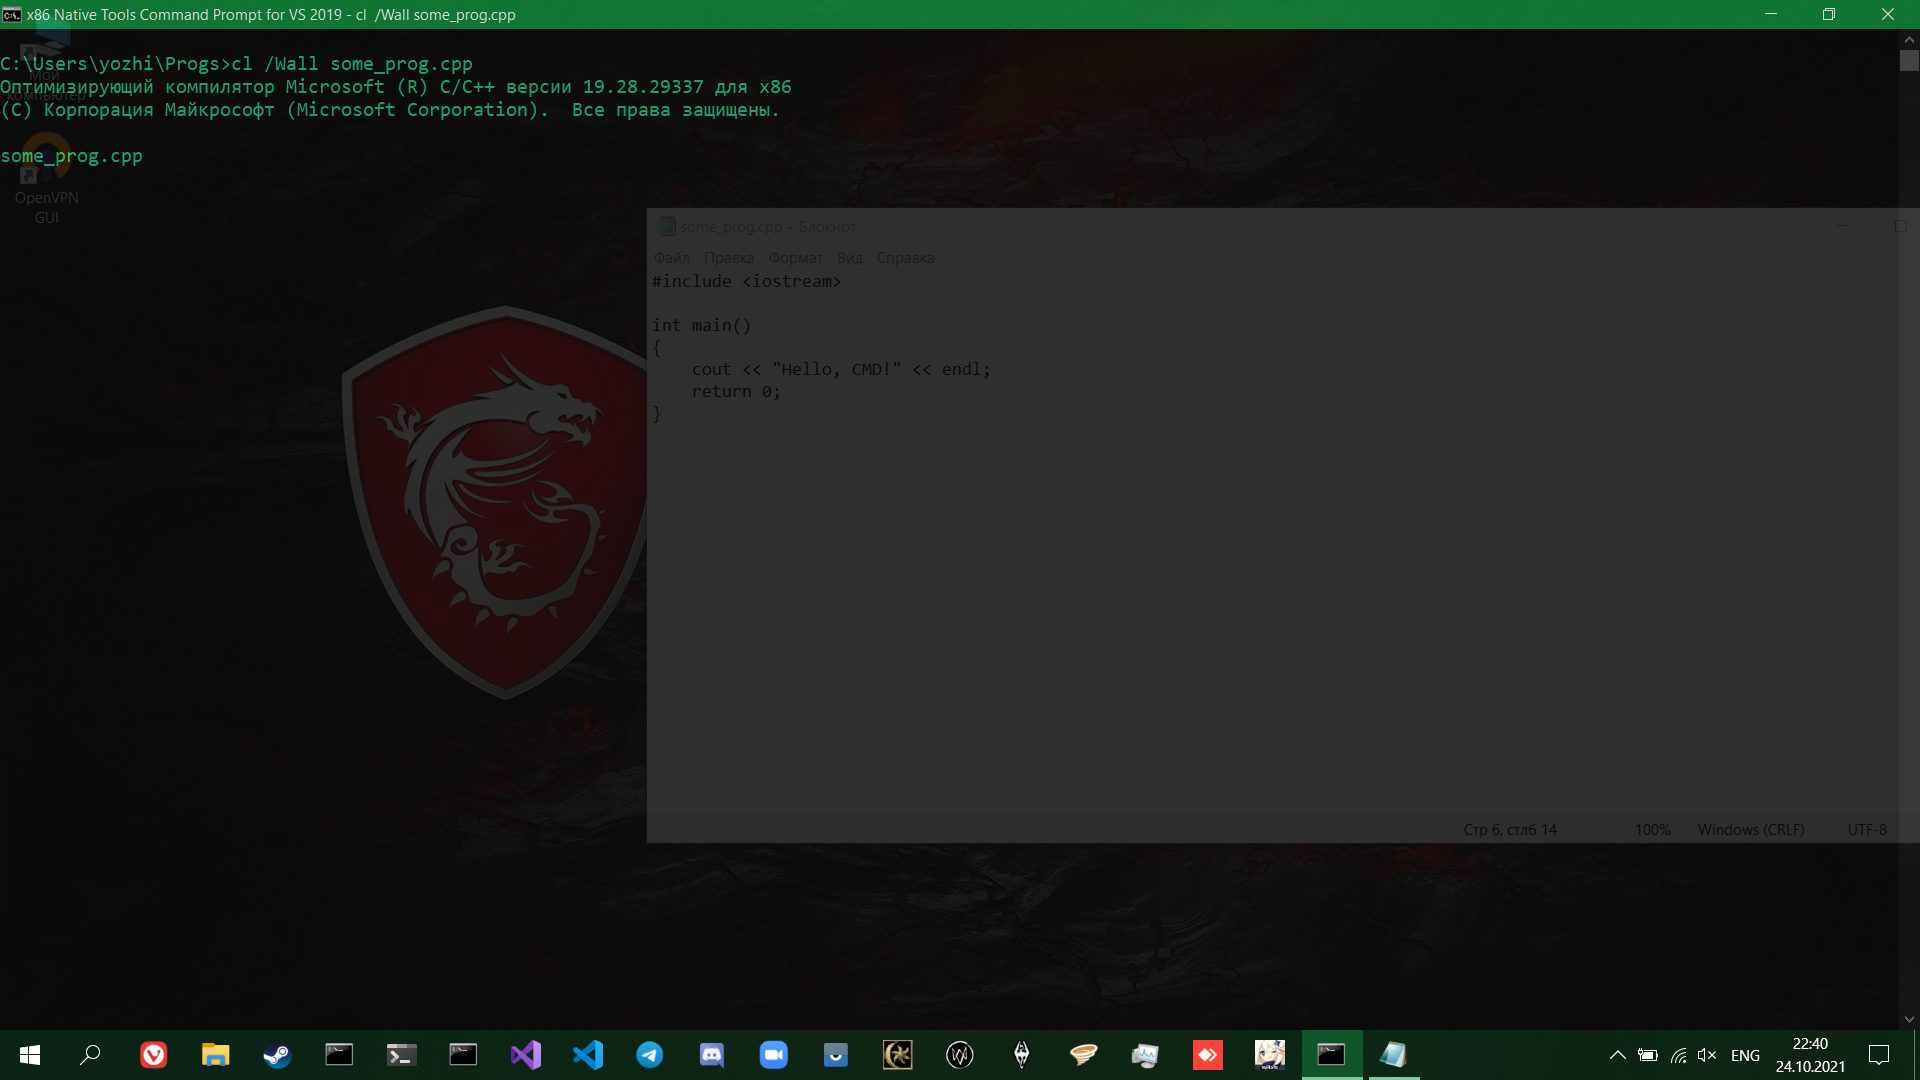 x86 Native Tools Command Prompt for VS 2019 - cl  /Wall some_prog.cpp
C:\Users\yozhi\Progs>cl /Wall some_prog.cpp
Мой
компьютер
Оптимизирующий компилятор Microsoft (R) C/C++ версии 19.28.29337 для x86
(C) Корпорация Майкрософт (Microsoft Corporation).  Все права защищены.
some_prog.cpp
OpenVPN
GUI
some_prog.cpp – Блокнот
Файл Правка Формат Вид Справка
#include <iostream>
int main()
{
    cout << "Hello, CMD!" << endl;
    return 0;
}
Стр 6, стлб 14 100% Windows (CRLF) UTF-8
ENG
22:40
24.10.2021